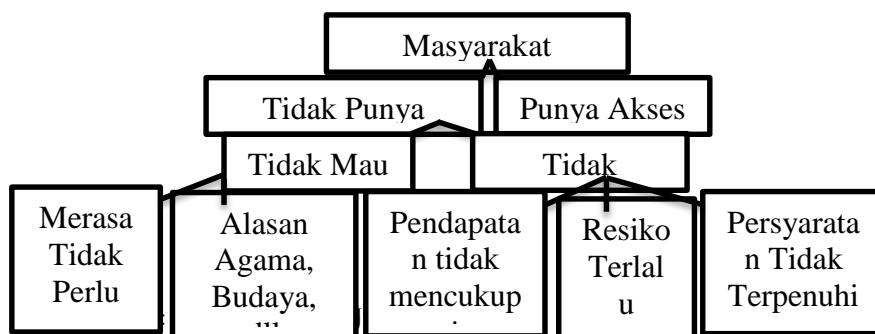 Masyarakat
Tidak Punya
Punya Akses
Tidak Mau
Tidak
Merasa
Tidak
Perlu
Alasan
Agama,
Budaya,
dll
Pendapata
n tidak
mencukup
i
Resiko
Terlal
u
Persyarata
n Tidak
Terpenuhi